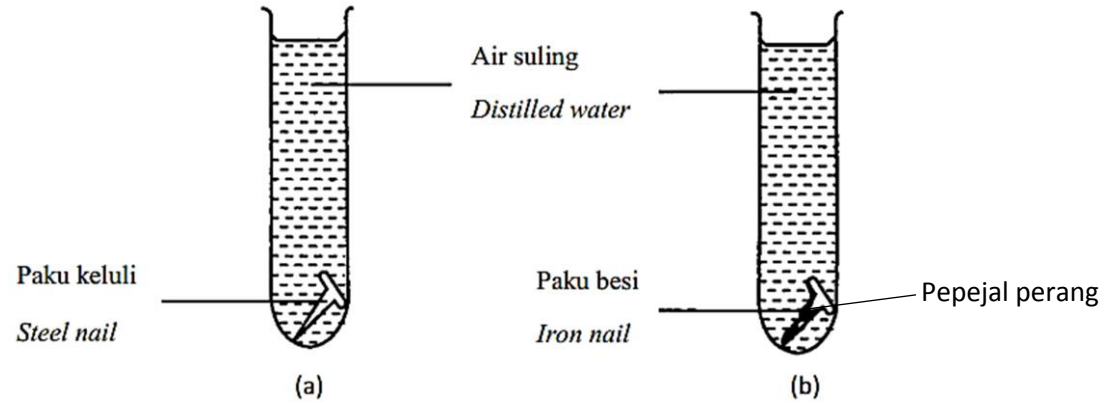 Air suling
Distilled water
Paku keluli
Steel nail
Paku besi
Iron nail
Pepejal perang
(a)
(b)